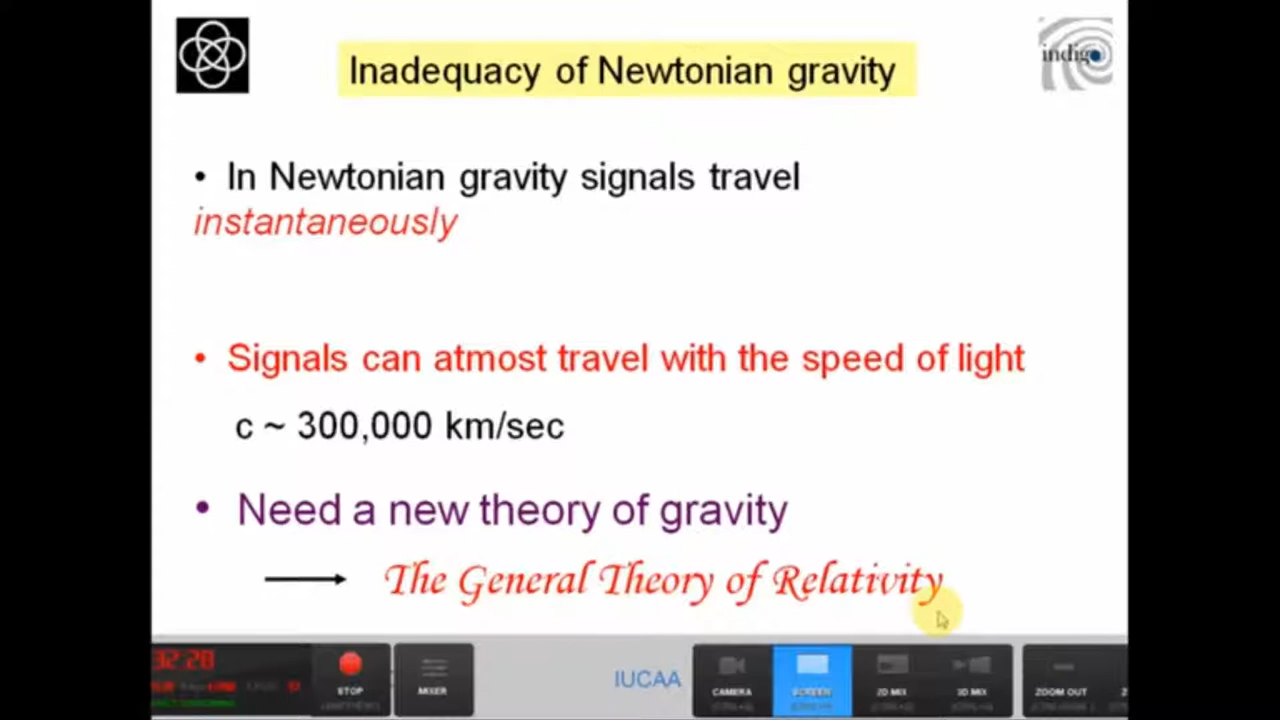 Inadequacy of Newtonian gravity
indigo
• In Newtonian gravity signals travel
instantaneously
• Signals can atmost travel with the speed of light
c ~ 300,000 km/sec
• Need a new theory of gravity
The General Theory of Relativity
32:28
STOP
MIXER
IUCAA
CAMERA
SCREEN
2D MIX
3D MIX
ZOOM OUT